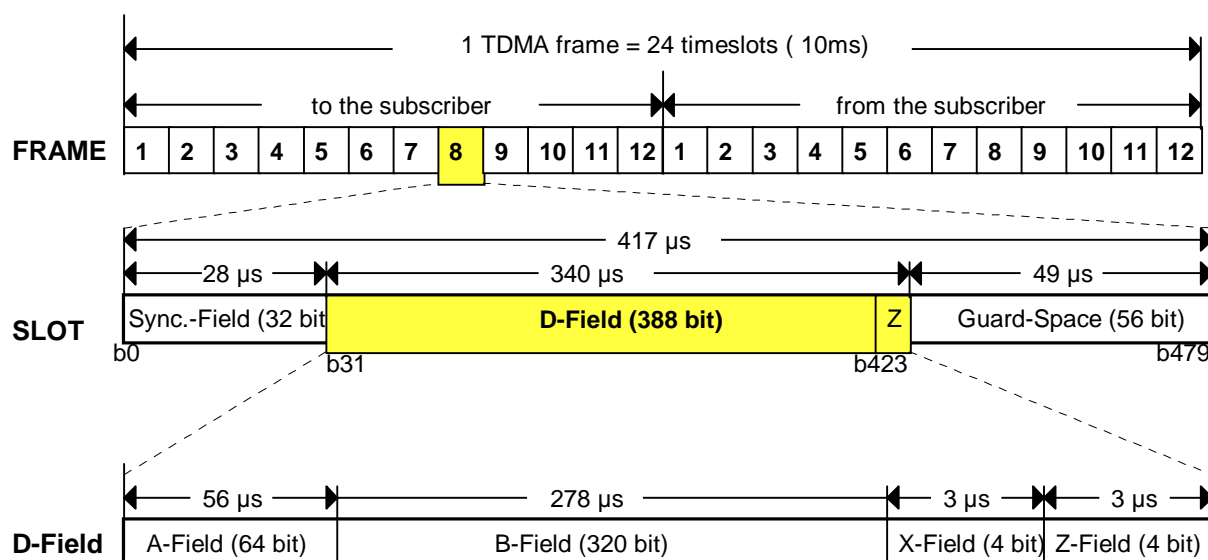 1 TDMA frame = 24 timeslots ( 10ms)
to the subscriber from the subscriber
FRAME 1 2 3 4 5 6 7 8 9 10 11 12 1 2 3 4 5 6 7 8 9 10 11 12
417 µs
28 µs 340 µs 49 µs
SLOT Sync.-Field (32 bit D-Field (388 bit) Z Guard-Space (56 bit)
b0 b31 b423 b479
56 µs 278 µs 3 µs 3 µs
D-Field A-Field (64 bit) B-Field (320 bit) X-Field (4 bit) Z-Field (4 bit)